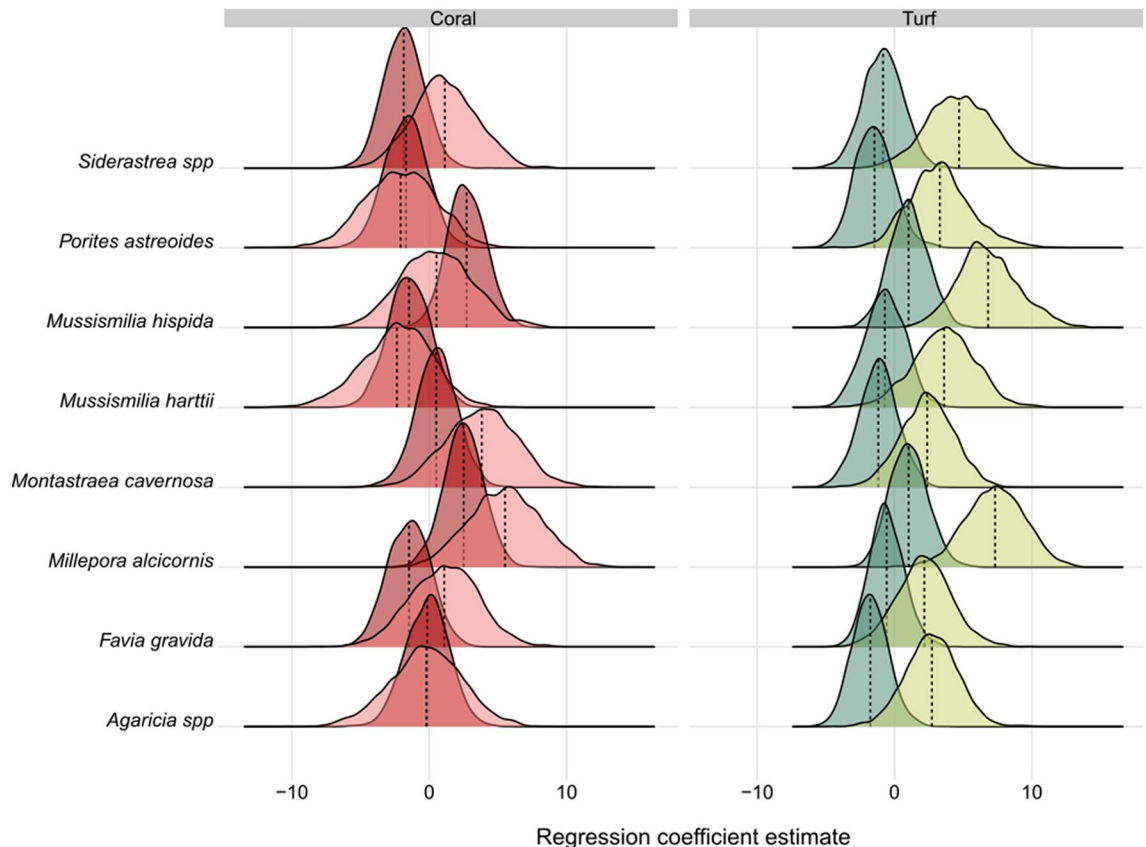 Coral Turf
Siderastrea spp
Porites astreoides
Mussismilia hispida
Mussismilia harttii
Montastraea cavernosa
Millepora alcicornis
Favia gravida
Agaricia spp
−10 0 10 −10 0 10
Regression coefficient estimate